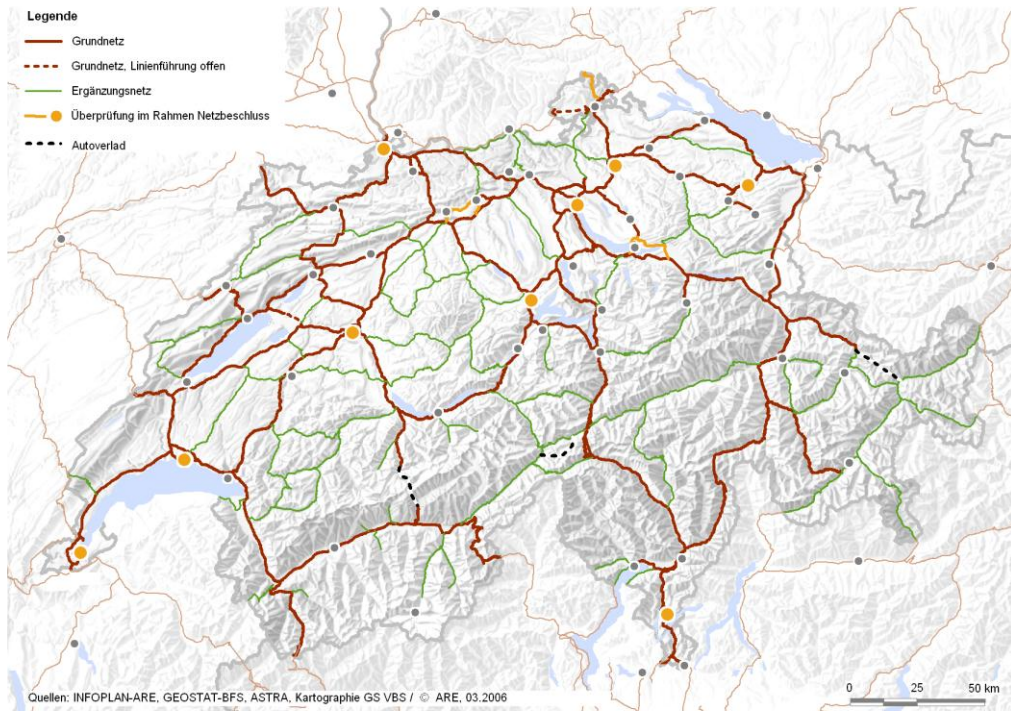 Legende
Grundnetz
Grundnetz, Linienführung offen
Ergänzungsnetz
Überprüfung im Rahmen Netzbeschluss
Autoverlad
Quellen: INFOPLAN-ARE, GEOSTAT-BFS, ASTRA, Kartographie GS VBS / © ARE, 03.2006
0 25 50 km